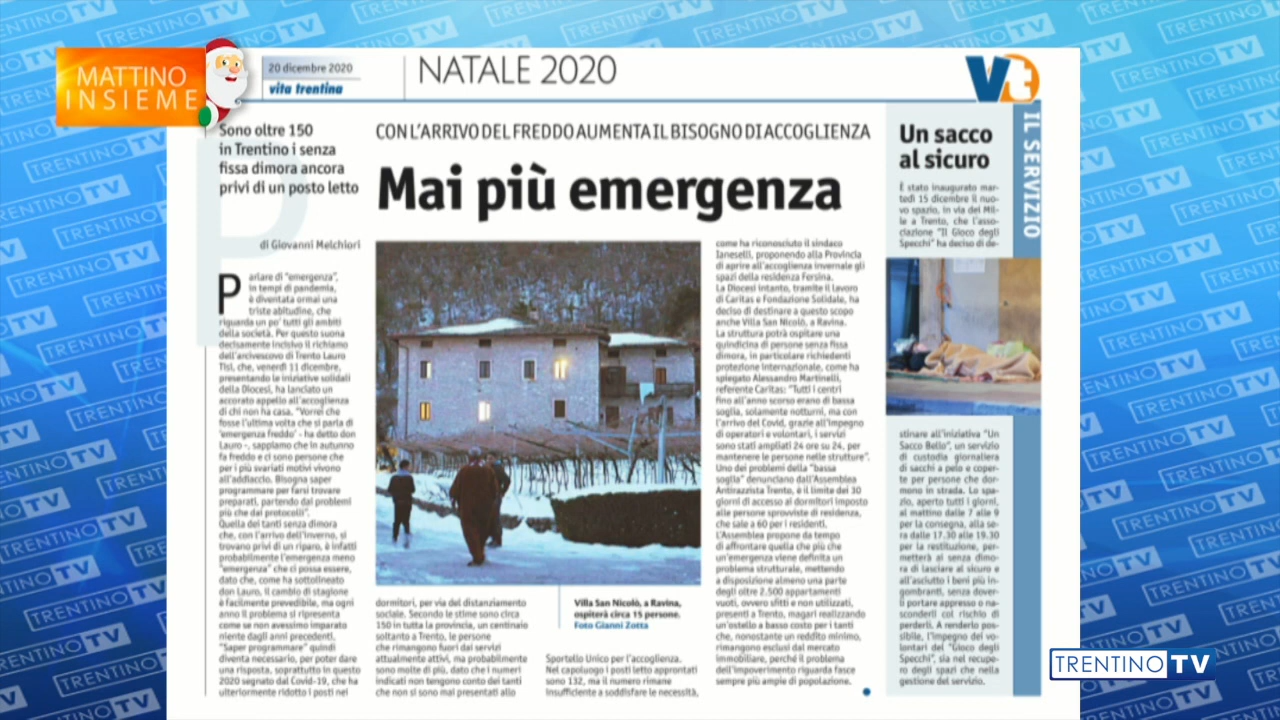 MATTINO
INSIEME
20 dicembre 2020
vita trentina
NATALE 2020
Vt
IL SERVIZIO
Sono oltre 150
in Trentino i senza
fissa dimora ancora
privi di un posto letto
CON L'ARRIVO DEL FREDDO AUMENTA IL BISOGNO DI ACCOGLIENZA
Mai più emergenza
di Giovanni Melchiori
Parlare di "emergenza",
in tempi di pandemia,
è diventata ormai una
triste abitudine, che
riguarda un po' tutti gli ambiti
della società. Per questo suona
decisamente incisivo il richiamo
dell'arcivescovo di Trento Lauro
Tisi, che, venerdì 11 dicembre,
presentando le iniziative solidali
della Diocesi, ha lanciato un
accorato appello all'accoglienza
di chi non ha casa. "Vorrei che
fosse l'ultima volta che si parla di
'emergenza freddo' - ha detto don
Lauro -, sappiamo che in autunno
fa freddo e ci sono persone che
per i più svariati motivi vivono
all'addiaccio. Bisogna saper
programmare per farsi trovare
preparati, partendo dai problemi
più che dai protocolli".
Quella dei tanti senza dimora
che, con l'arrivo dell'inverno, si
trovano privi di un riparo, è infatti
probabilmente l'emergenza meno
"emergenza" che ci possa essere,
dato che, come ha sottolineato
don Lauro, il cambio di stagione
è facilmente prevedibile, ma ogni
anno il problema si ripresenta
come se non avessimo imparato
niente dagli anni precedenti.
"Saper programmare" quindi
diventa necessario, per poter dare
una risposta, soprattutto in questo
2020 segnato dal Covid-19, che ha
ulteriormente ridotto i posti nei
dormitori, per via del distanziamento
sociale. Secondo le stime sono circa
150 in tutta la provincia, un centinaio
soltanto a Trento, le persone
che rimangono fuori dai servizi
attualmente attivi, ma probabilmente
sono molte di più, dato che i numeri
indicati non tengono conto dei tanti
che non si sono mai presentati allo
Villa San Nicolò, a Ravina,
ospiterà circa 15 persone.
Foto Gianni Zotta
Sportello Unico per l'accoglienza.
Nel capoluogo i posti letto approntati
sono 132, ma il numero rimane
insufficiente a soddisfare le necessità,
come ha riconosciuto il sindaco
Ianeselli, proponendo alla Provincia
di aprire all'accoglienza invernale gli
spazi della residenza Fersina.
La Diocesi intanto, tramite il lavoro
di Caritas e Fondazione Solidale, ha
deciso di destinare a questo scopo
anche Villa San Nicolò, a Ravina.
La struttura potrà ospitare una
quindicina di persone senza fissa
dimora, in particolare richiedenti
protezione internazionale, come ha
spiegato Alessandro Martinelli,
referente Caritas: "Tutti i centri
fino all'anno scorso erano di bassa
soglia, solamente notturni, ma con
l'arrivo del Covid, grazie all'impegno
di operatori e volontari, i servizi
sono stati ampliati 24 ore su 24, per
mantenere le persone nelle strutture".
Uno dei problemi della "bassa
soglia" denunciano dall'Assemblea
Antirazzista Trento, è il limite dei 30
giorni di accesso ai dormitori imposto
alle persone sprovviste di residenza,
che sale a 60 per i residenti.
L'Assemblea propone da tempo
di affrontare quella che più che
un'emergenza viene definita un
problema strutturale, mettendo
a disposizione almeno una parte
degli oltre 2.500 appartamenti
vuoti, ovvero sfitti e non utilizzati,
presenti a Trento, magari realizzando
un'ostello a basso costo per i tanti
che, nonostante un reddito minimo,
rimangono esclusi dal mercato
immobiliare, perché il problema
dell'impoverimento riguarda fasce
sempre più ampie di popolazione.
Un sacco
al sicuro
È stato inaugurato mar-
tedì 15 dicembre il nuo-
vo spazio, in via dei Mil-
le a Trento, che l'asso-
ciazione "Il Gioco degli
Specchi" ha deciso di de-
stinare all'iniziativa "Un
Sacco Bello", un servizio
di custodia giornaliera
di sacchi a pelo e coper-
te per persone che dor-
mono in strada. Lo spa-
zio, aperto tutti i giorni,
al mattino dalle 7 alle 9
per la consegna, alla se-
ra dalle 17.30 alle 19.30
per la restituzione, per-
metterà ai senza dimo-
ra di lasciare al sicuro e
all'asciutto i beni più in-
gombranti, senza dover-
li portare appresso o na-
sconderli col rischio di
perderli. A renderlo pos-
sibile, l'impegno dei vo-
lontari del "Gioco degli
Specchi", sia nel recupe-
ro degli spazi che nella
gestione del servizio.
TRENTINO TV